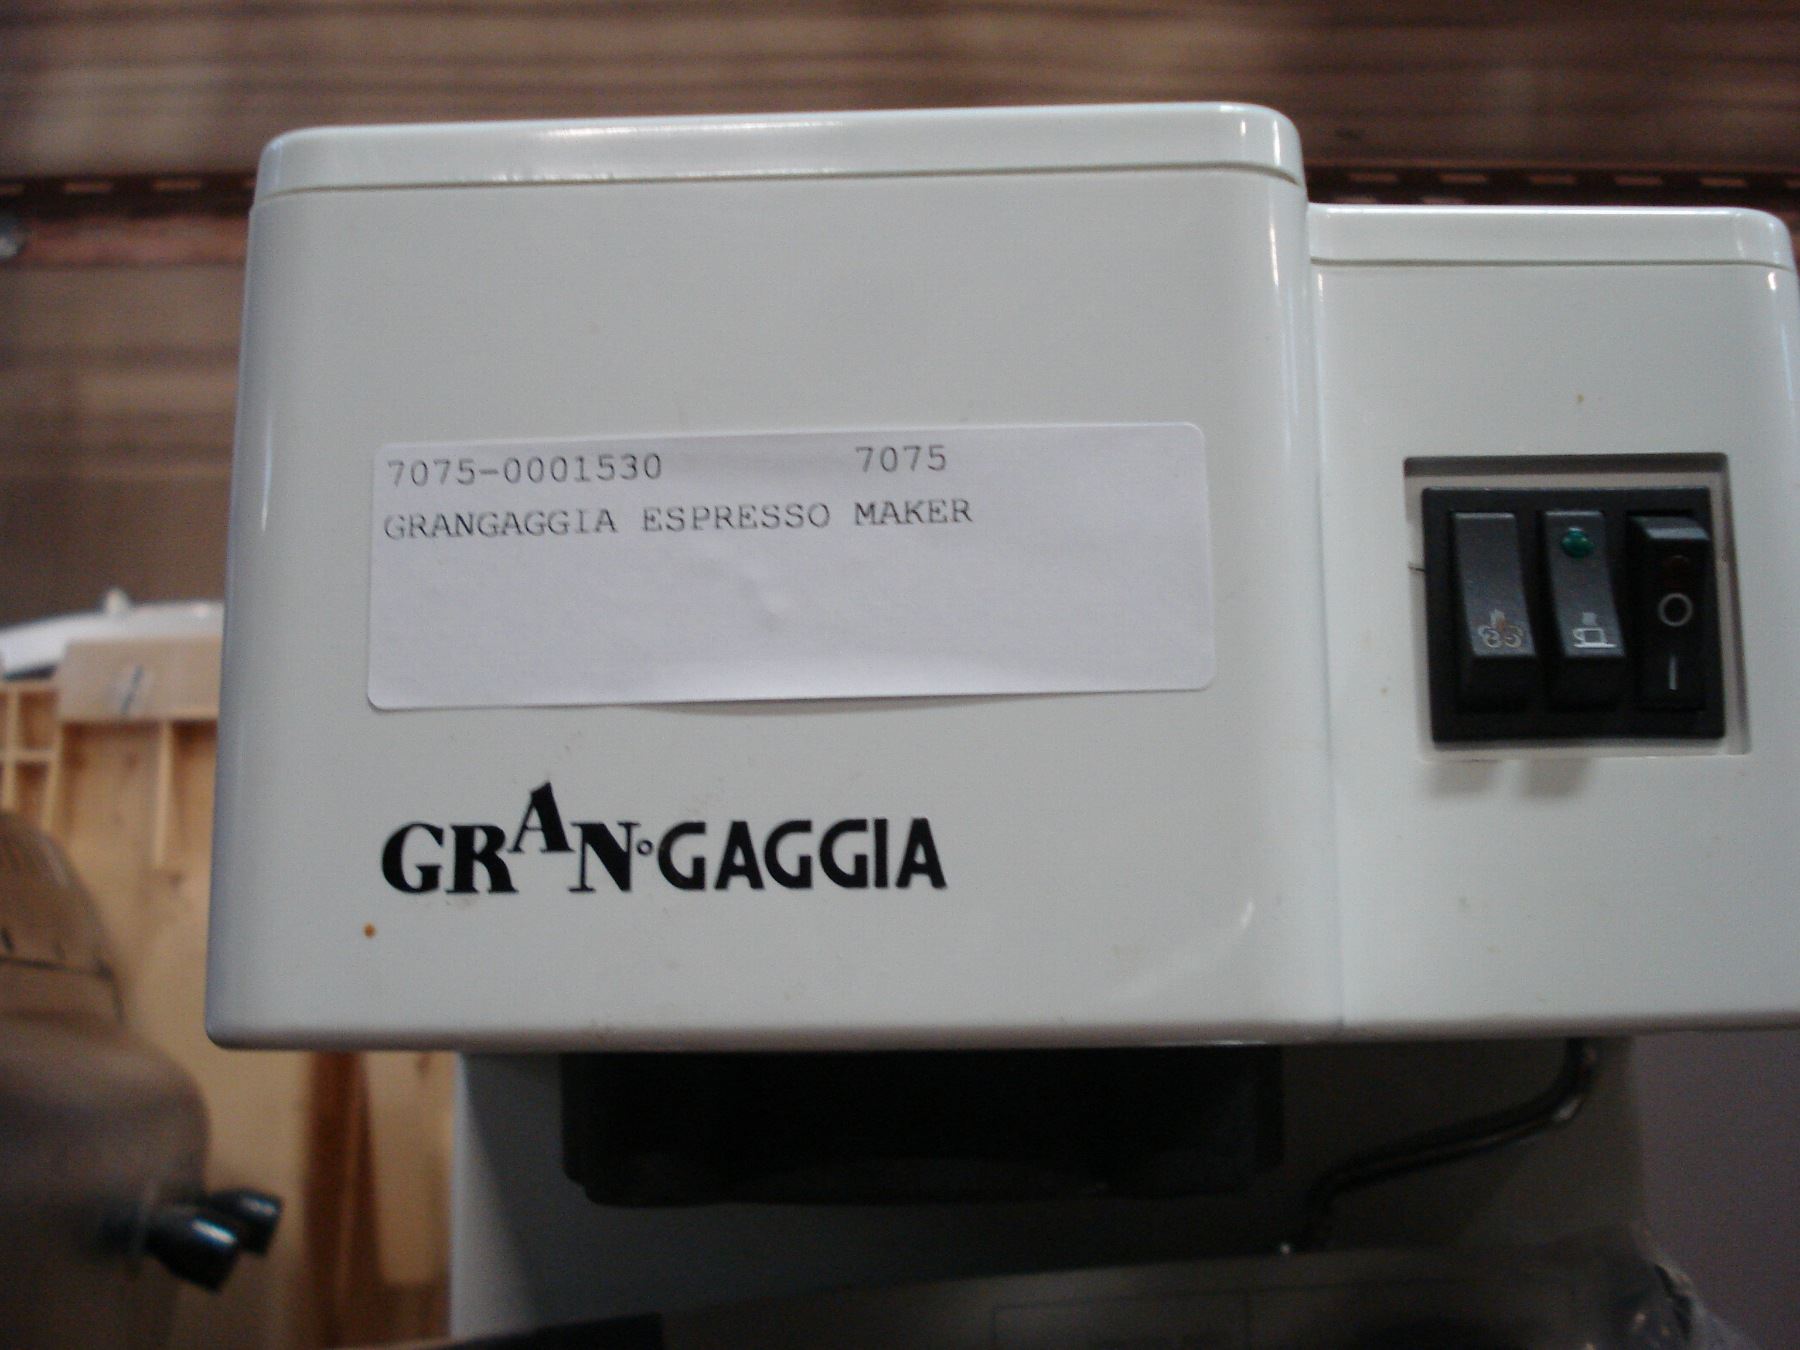 7075-0001530 7075
GRANGAGGIA ESPRESSO MAKER
GRAN GAGGIA